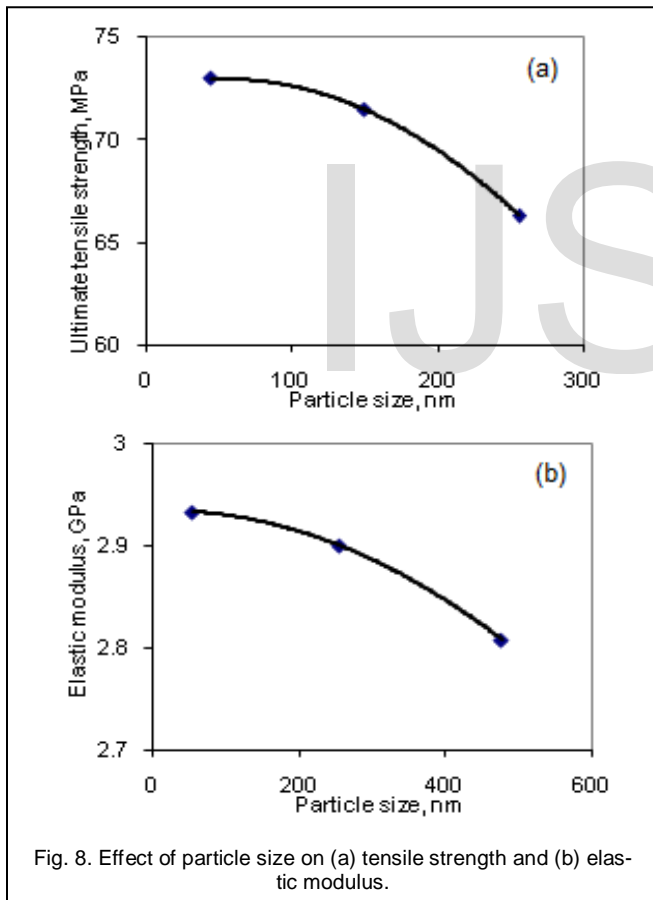 75
(a)
Ultimate tensile strength, MPa
70
65
60
0 100 200 300
Particle size, nm
IJS
3
(b)
Elastic modulus, GPa
2.9
2.8
2.7
0 200 400 600
Particle size, nm
Fig. 8. Effect of particle size on (a) tensile strength and (b) elas-
tic modulus.